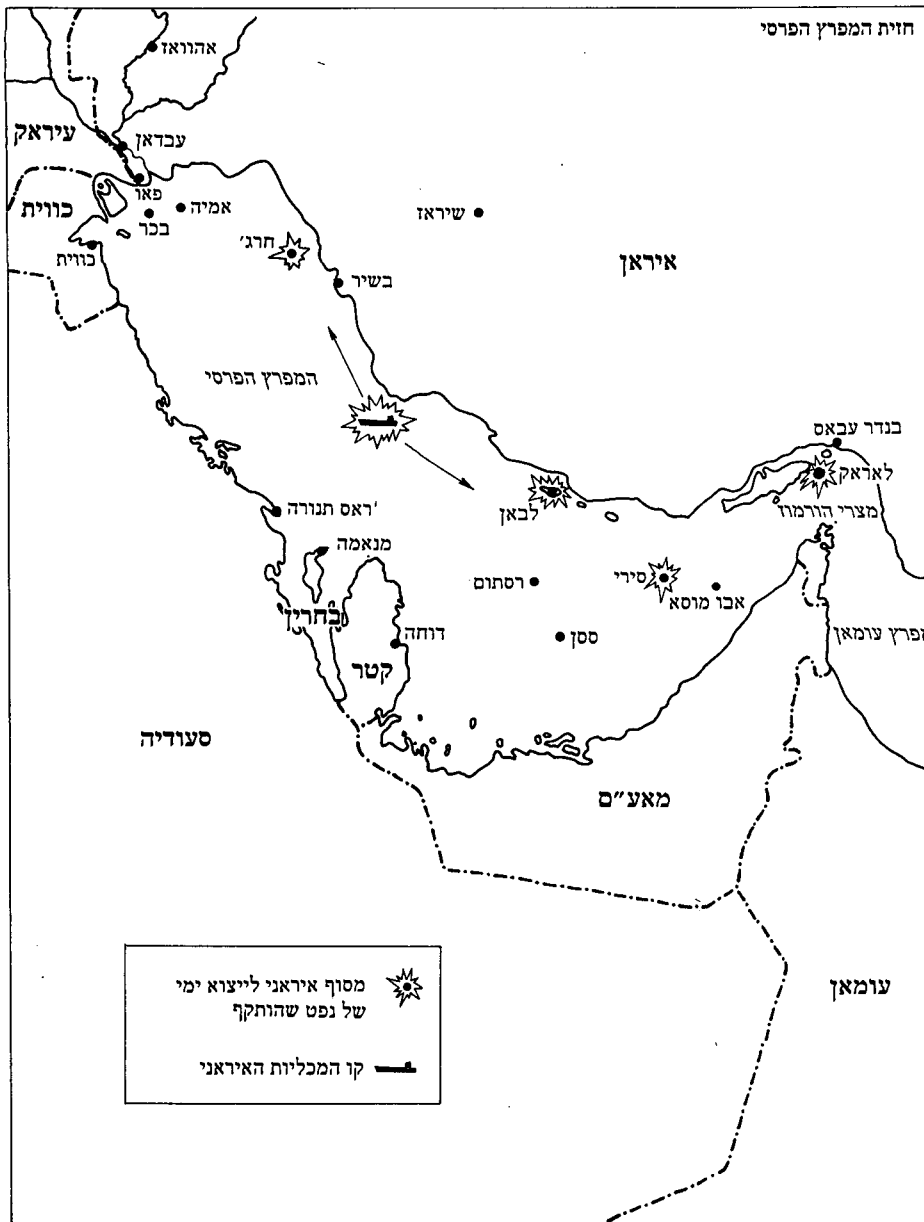 חזית המפרץ הפרסי
אהוואז
עיראק
עבדאן
פאו
כווית
בכר
אמיה
שיראז
חרג'
כווית
איראן
בשיר
המפרץ הפרסי
בנדר עבאס
לאראק
לבאן
מצרי הורמוז
ראס תנורה'
מנאמה
רסתום
סירי
אבו מוסא
בחריין
דוחה
ססן
מפרץ עומאן
קטר
סעודיה
מאע״ם
עומאן
מסוף איראני לייצוא ימי
של נפט שהותקף
קו המכליות האיראני